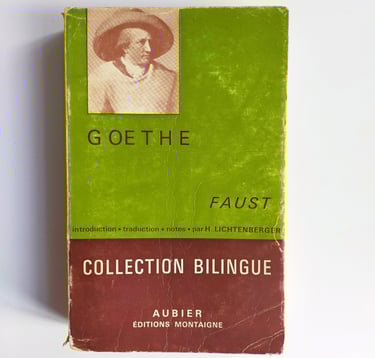 GOETHE
FAUST
introduction • traduction • notes • par H. LICHTENBERGER
COLLECTION BILINGUE
AUBIER
ÉDITIONS MONTAIGNE